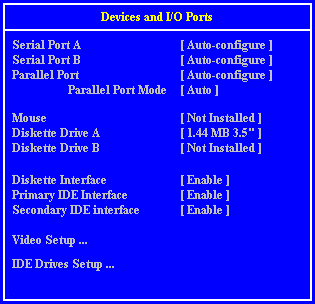 Devices and I/O Ports
Serial Port A [ Auto-configure ]
Serial Port B [ Auto-configure ]
Parallel Port [ Auto-configure ]
Parallel Port Mode [ Auto ]
Mouse [ Not Installed ]
Diskette Drive A [ 1.44 MB 3.5" ]
Diskette Drive B [ Not Installed ]
Diskette Interface [ Enable ]
Primary IDE Interface [ Enable ]
Secondary IDE interface [ Enable ]
Video Setup ...
IDE Drives Setup ...